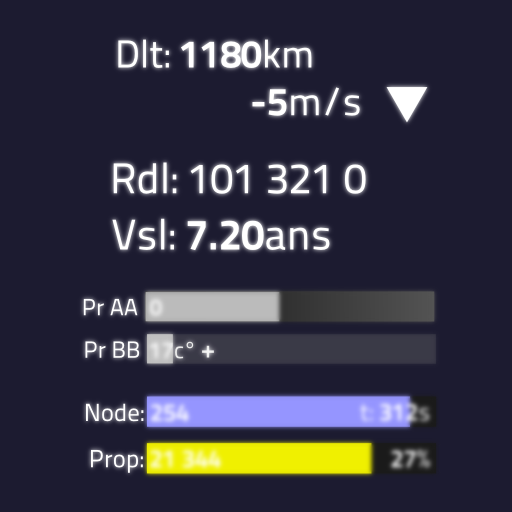 Dlt: 1180km
-5m/s
Rdl: 101 321 0
Vsl: 7.20ans
Pr AA 0
Pr BB 17c° +
Node: 254 t: 312s
Prop: 21 344 27%